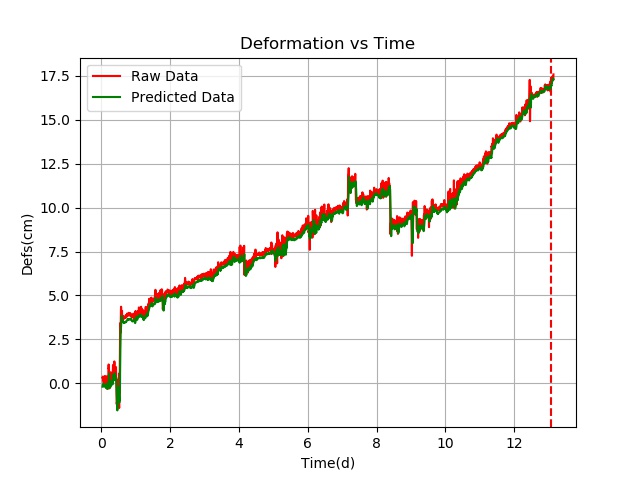 Deformation vs Time
Raw Data
Predicted Data
17.5
15.0
12.5
10.0
7.5
5.0
2.5
0.0
Defs(cm)
0 2 4 6 8 10 12
Time(d)